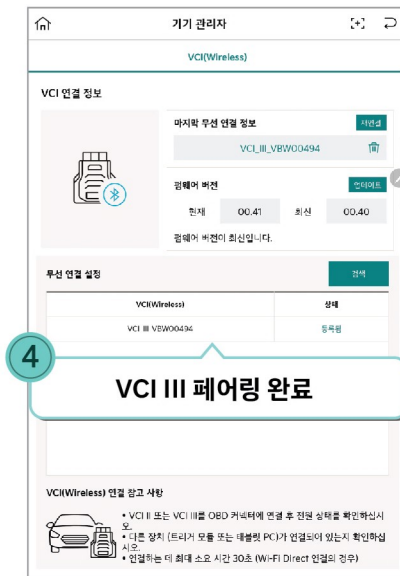 기기 관리자
VCI(Wireless)
VCI 연결 정보
마지막 무선 연결 정보
재연결
VCI_III_VBW00494
펌웨어 버전
업데이트
현재
00.41
최신
00.40
펌웨어 버전이 최신입니다.
무선 연결 설정
검색
VCI(Wireless)
상태
VCI III VBW00494
등록됨
4
VCI III 페어링 완료
VCI(Wireless) 연결 참고 사항
• VCI II 또는 VCI III를 OBD 커넥터에 연결 후 전원 상태를 확인하십시
오.
• 다른 장치 (트리거 모듈 또는 태블릿 PC)가 연결되어 있는지 확인하십
시오.
• 연결하는 데 최대 소요 시간 30초 (Wi-Fi Direct 연결의 경우)